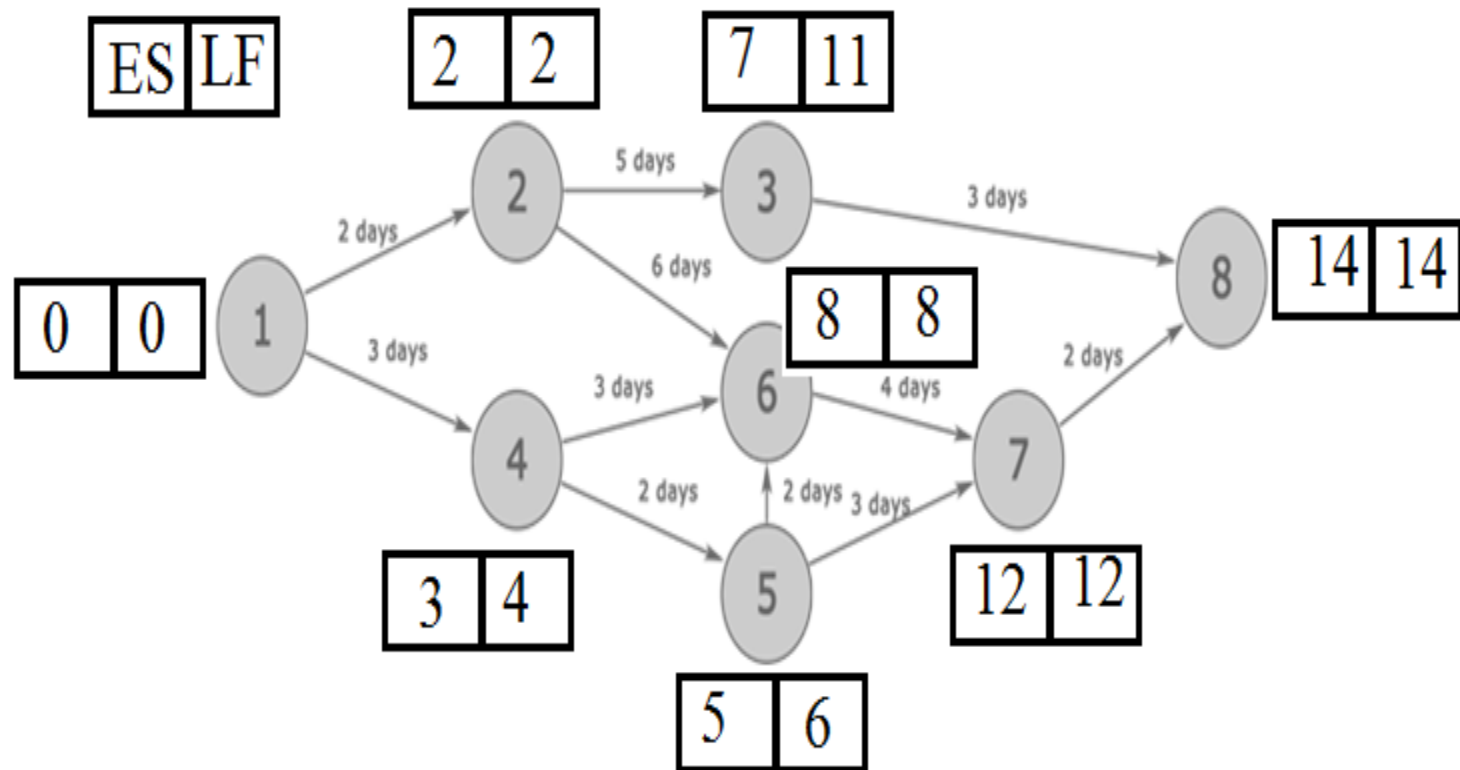 ES LF
2 2
7 11
2
5 days
3
3 days
2 days
6 days
8
14 14
0 0
1
8 8
3 days
3 days
6
4 days
2 days
4
2 days
2 days
3 days
7
3 4
5
12 12
5 6